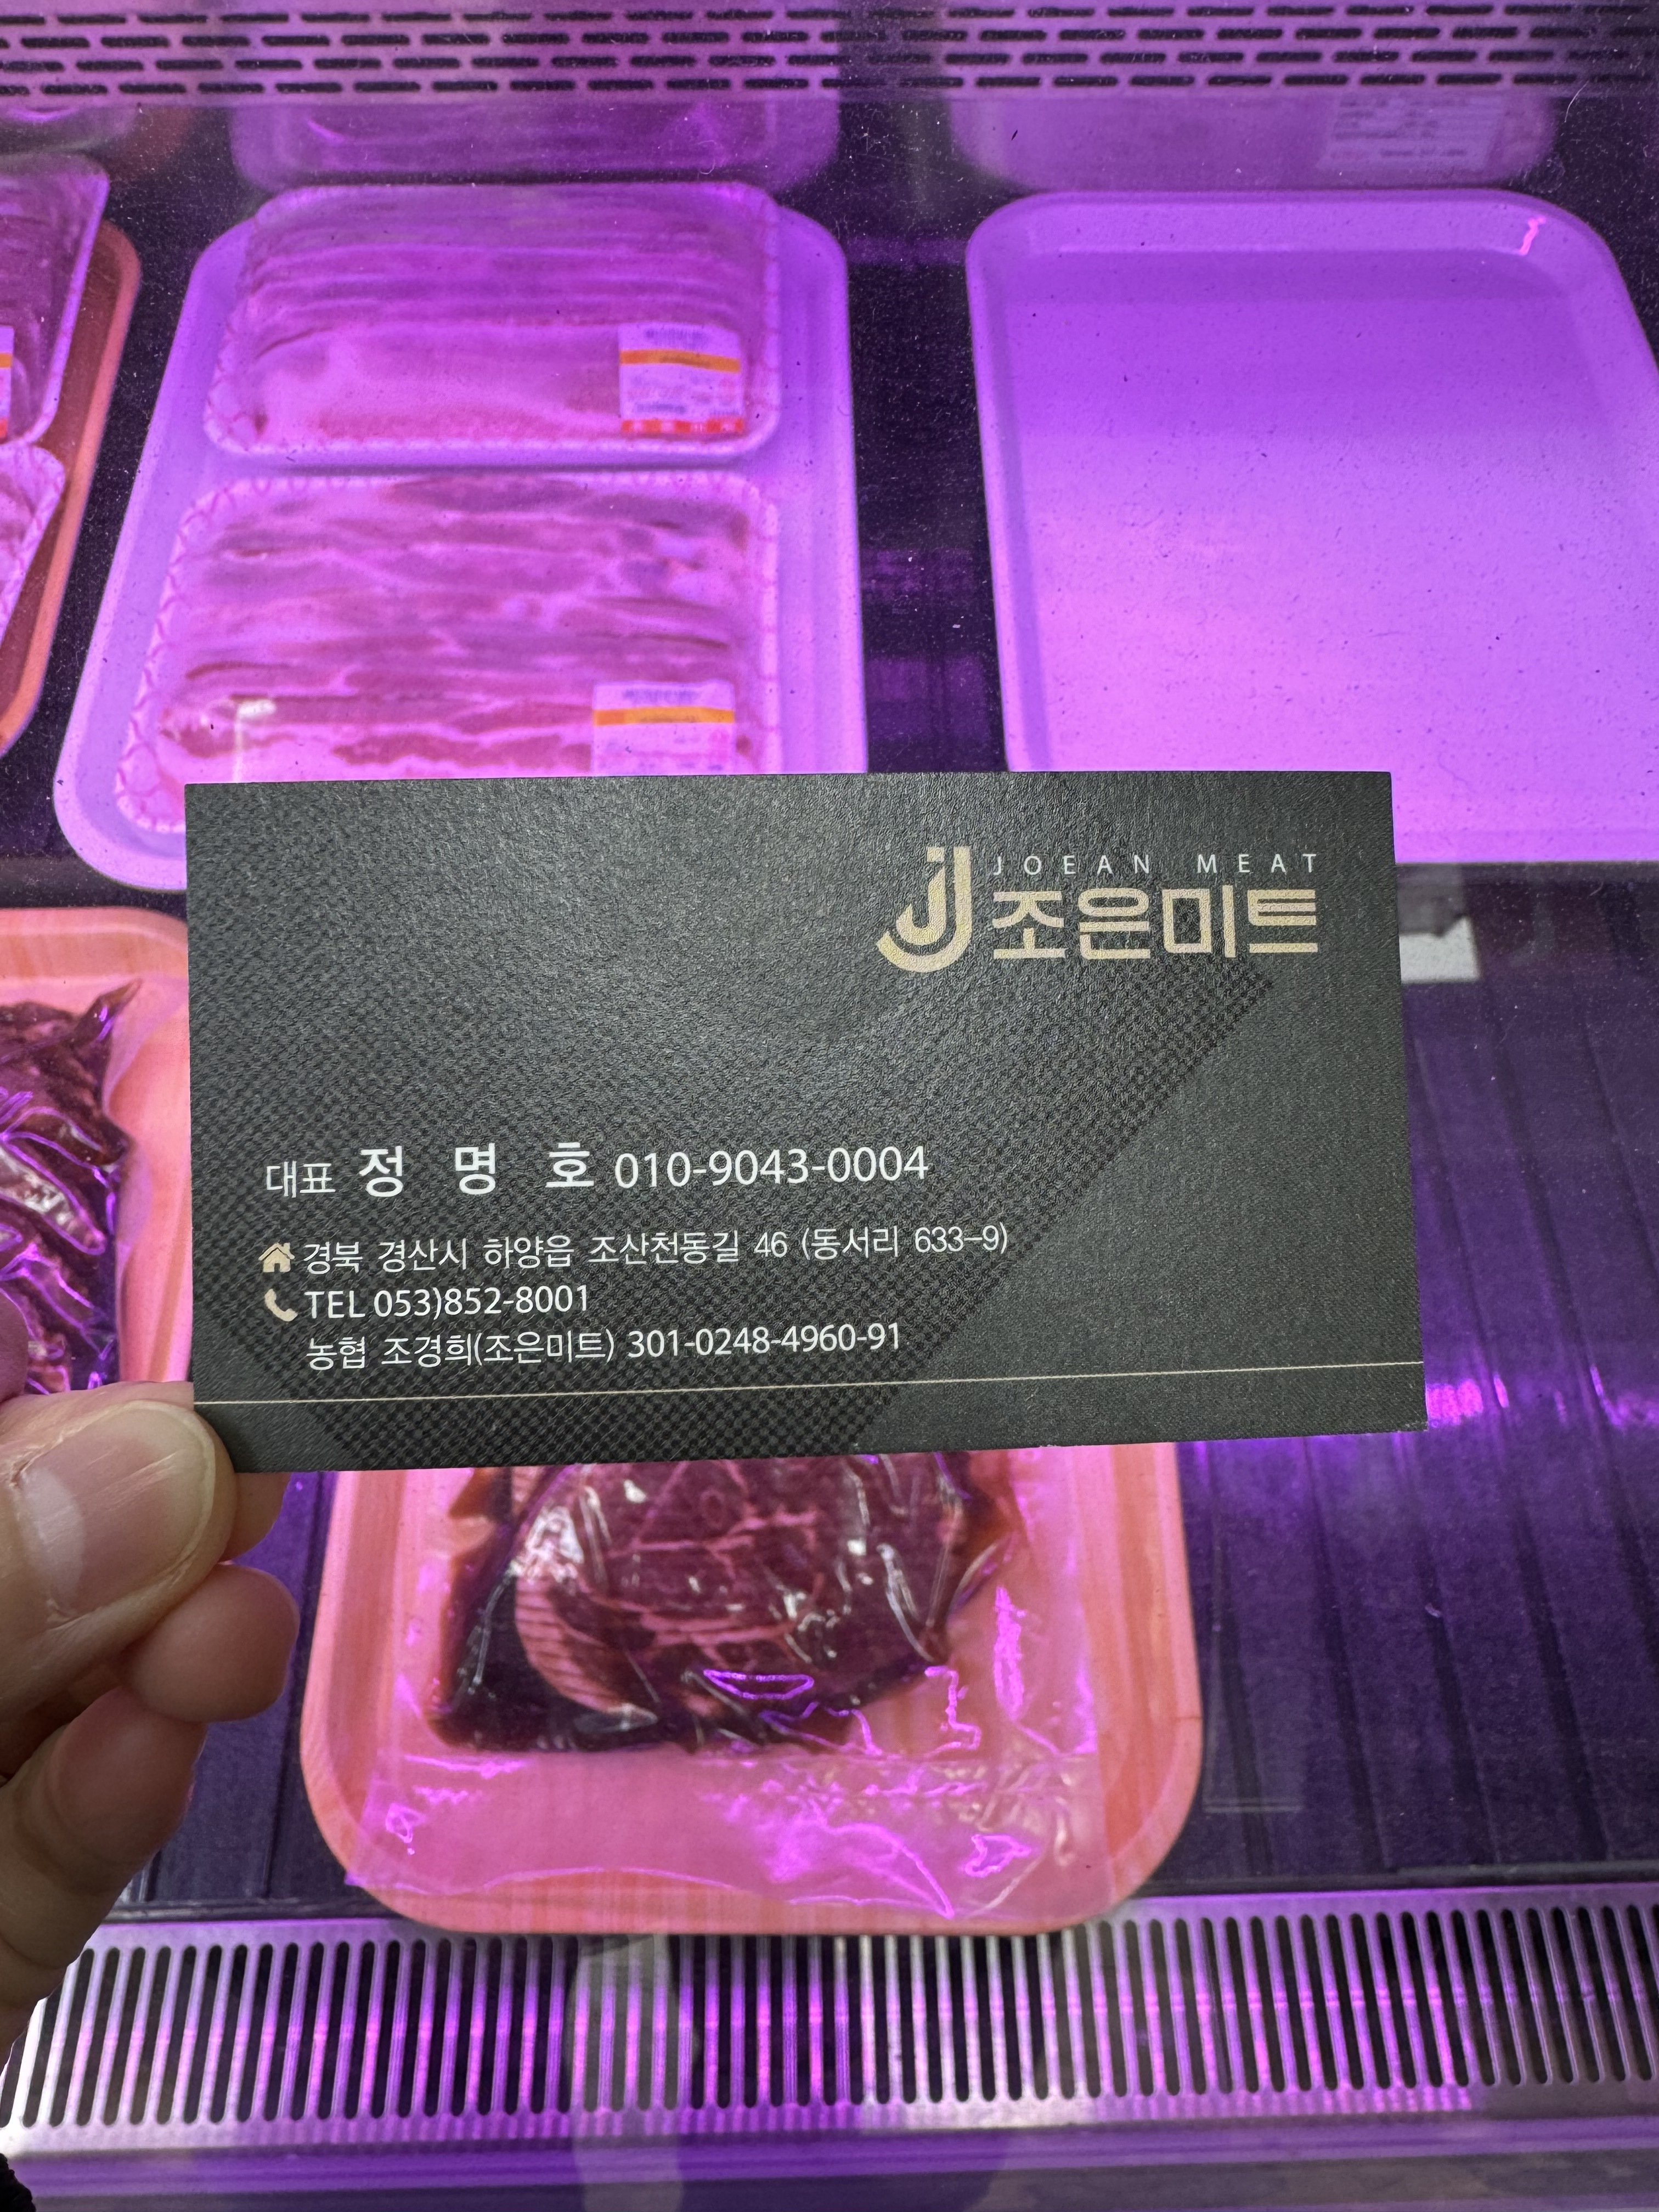 JOEAN MEAT
조은미트
대표 정 명 호 010-9043-0004
경북 경산시 하양읍 조산천동길 46 (동서리 633-9)
TEL 053)852-8001
농협 조경희(조은미트) 301-0248-4960-91